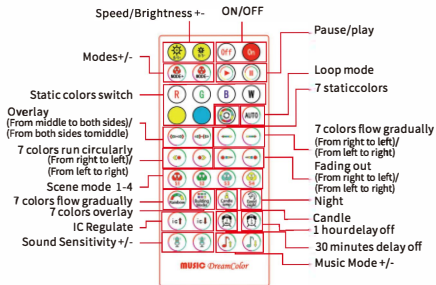 Speed/Brightness +-
ON/OFF
Pause/play
Modes+/-
Loop mode
Static colors switch
7 staticcolors
Overlay
(From middle to both sides)/
(From both sides tomiddle)
7 colors flow gradually
(From right to left)/
(From left to right)
7 colors run circularly
(From right to left)/
(From left to right)
Fading out
(From right to left)/
(From left to right)
Scene mode 1-4
7 colors flow gradually
Night
7 colors overlay
Candle
IC Regulate
1 hourdelay off
30 minutes delay off
Sound Sensitivity +/-
Music Mode +/-
OFF
On
MODE+
MODE-
R
G
B
W
AUTO
MUSIC DreamColor